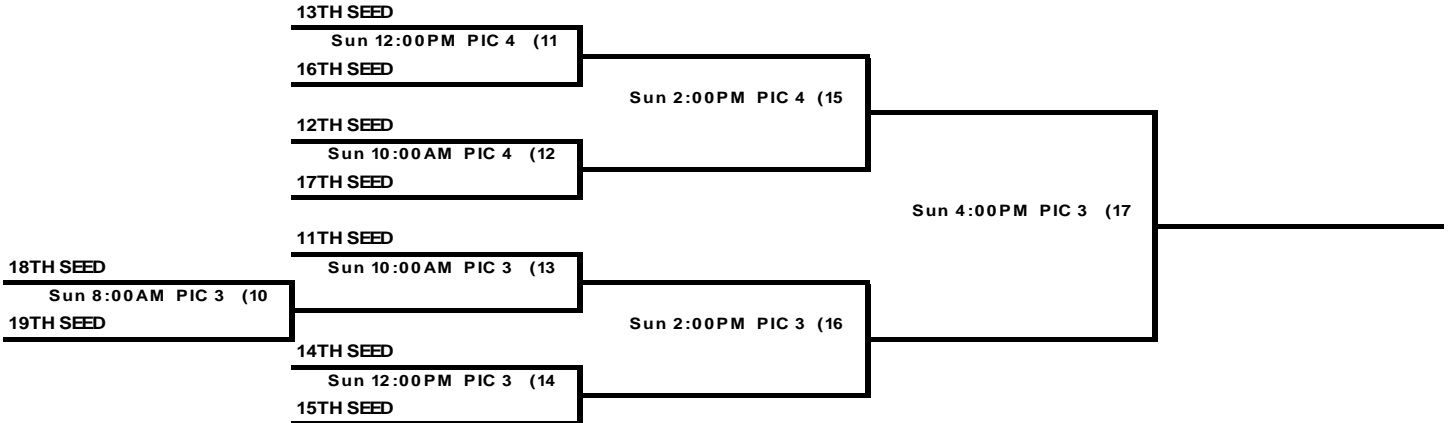 13TH SEED
Sun 12:00PM PIC 4 (11
16TH SEED
Sun 2:00PM PIC 4 (15
12TH SEED
Sun 10:00AM PIC 4 (12
17TH SEED
Sun 4:00PM PIC 3 (17
11TH SEED
18TH SEED
Sun 10:00AM PIC 3 (13
Sun 8:00AM PIC 3 (10
19TH SEED
Sun 2:00PM PIC 3 (16
14TH SEED
Sun 12:00PM PIC 3 (14
15TH SEED